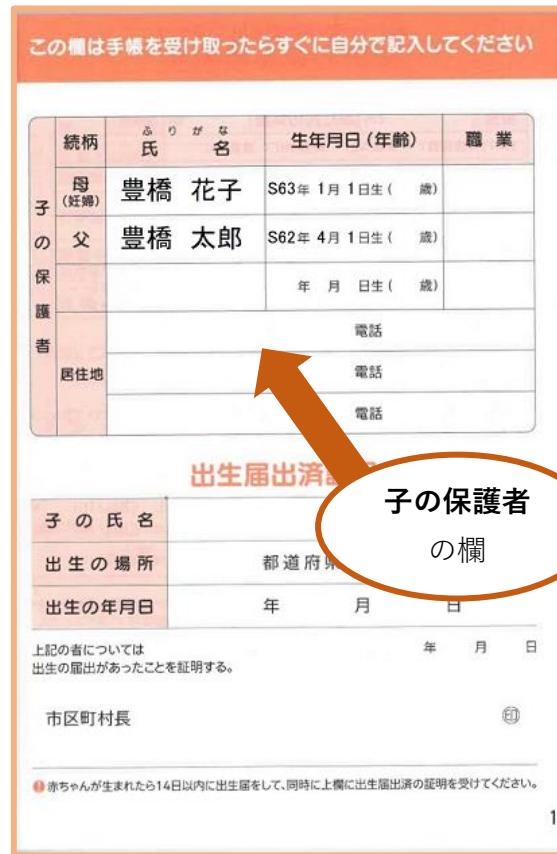 この欄は手帳を受け取ったらすぐに自分で記入してください
続柄 ふりがな 氏名 生年月日(年齢) 職業
子の保護者
母(妊婦) 豊橋 花子 S63年 1月 1日生( 歳)
父 豊橋 太郎 S62年 4月 1日生( 歳)
年 月 日生( 歳)
居住地
電話
電話
電話
出生届出済
子の保護者
の欄
子の氏名
出生の場所 都道府
出生の年月日 年 月 日
上記の者については 年 月 日
出生の届出があったことを証明する。
市区町村長 印
赤ちゃんが生まれたら14日以内に出生届をして、同時に上欄に出生届出済の証明を受けてください。
1